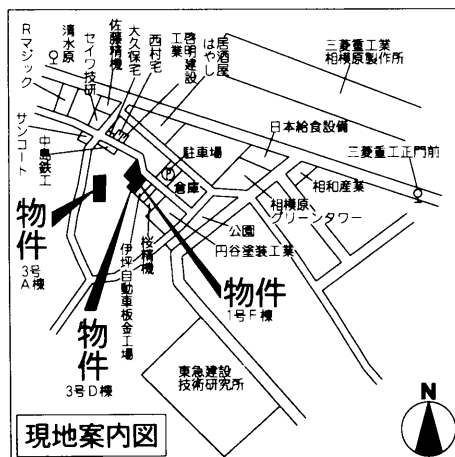 Rマジック
清水原
セイワ技研
佐藤精機
大久保宅
西村宅
啓明建設
工業
居酒屋
はやし
三菱重工業
相模原製作所
サンコート
中島鉄工
駐車場
P
倉庫
日本給食設備
三菱重工正門前
相和産業
相模原
グリーンタワー
公園
円谷塗装工業
桜精機
伊坪自動車板金工場
物件
3号
A棟
物件
3号D棟
物件
1号F棟
東急建設
技術研究所
現地案内図
N